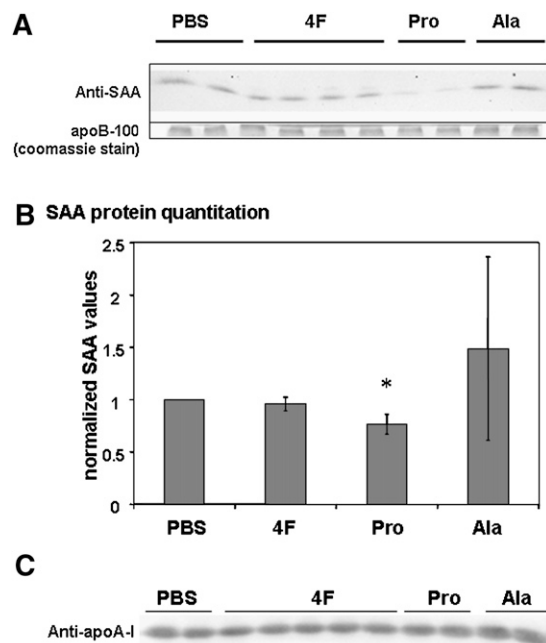 A
PBS 4F Pro Ala
Anti-SAA
apoB-100
(coomassie stain)
B SAA protein quantitation
normalized SAA values
2.5
2
1.5
1
0.5
0
*
PBS 4F Pro Ala
C
PBS 4F Pro Ala
Anti-apoA-I